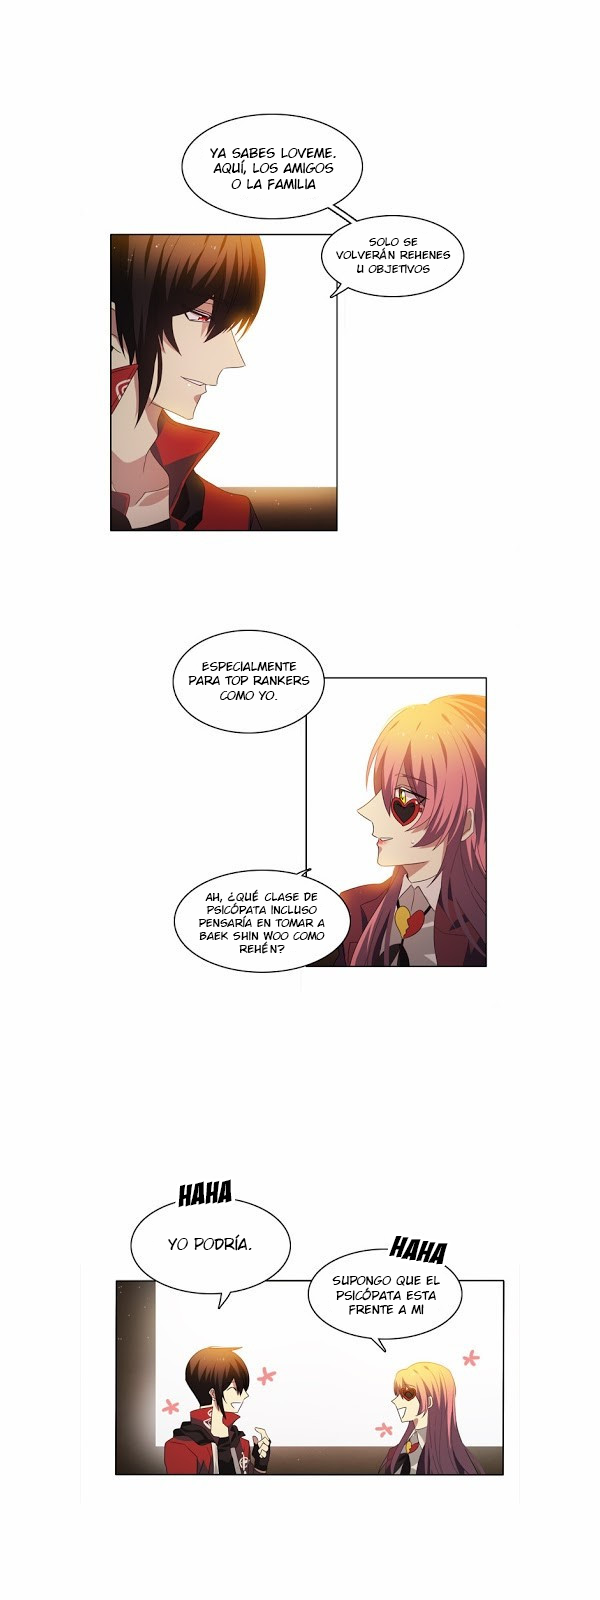 YA SABES LOVEME.
AQUÍ, LOS AMIGOS
O LA FAMILIA
SOLO SE
VOLVERÁN REHENES
U OBJETIVOS
ESPECIALMENTE
PARA TOP RANKERS
COMO YO.
AH, ¿QUÉ CLASE DE
PSICÓPATA INCLUSO
PENSARÍA EN TOMAR A
BAEK SHIN WOO COMO
REHÉN?
HAHA
YO PODRÍA.
HAHA
SUPONGO QUE EL
PSICÓPATA ESTA
FRENTE A MI